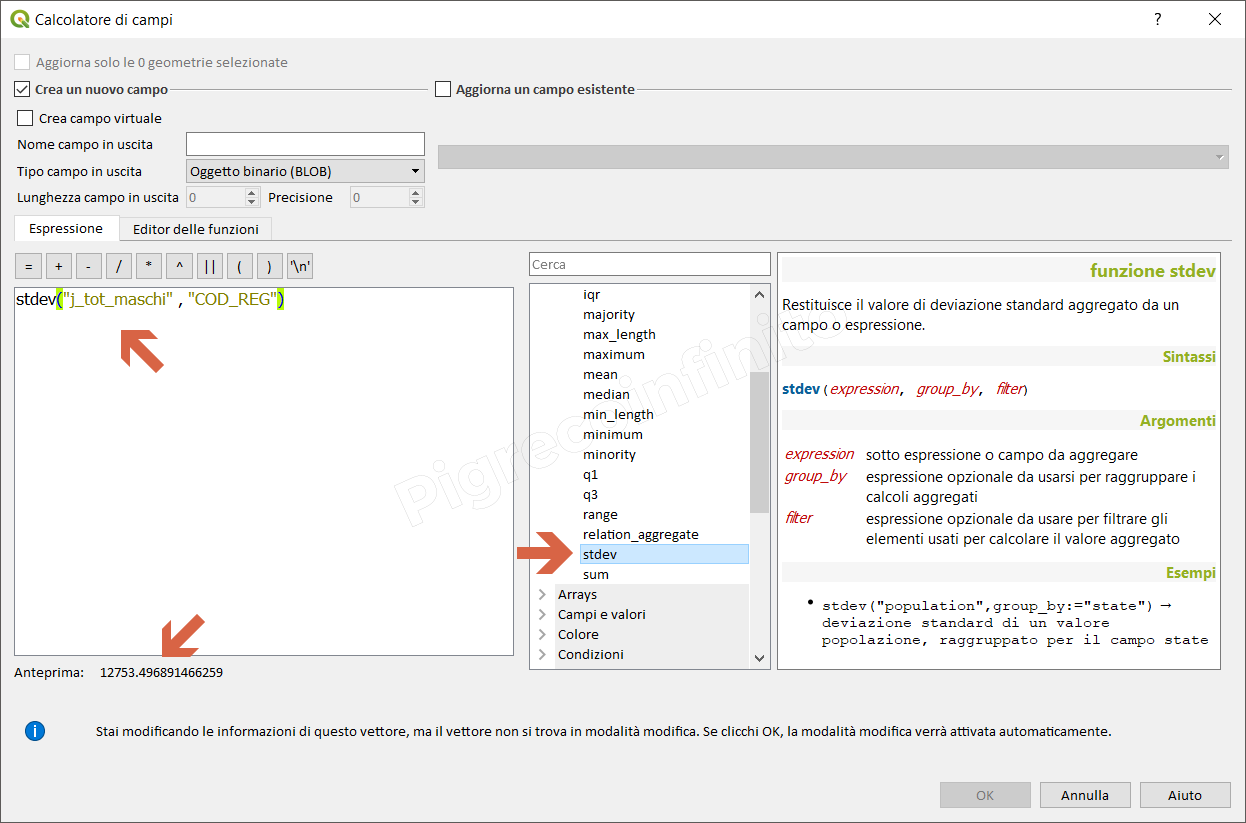 Calcolatore di campi
?
Aggiorna solo le 0 geometrie selezionate
Crea un nuovo campo
Aggiorna un campo esistente
Crea campo virtuale
Nome campo in uscita
Tipo campo in uscita
Oggetto binario (BLOB)
Lunghezza campo in uscita
0
Precisione
0
Espressione
Editor delle funzioni
= + - / * ^ || ( ) '\n'
stdev("j_tot_maschi" , "COD_REG")
Anteprima: 12753.496891466259
Cerca
iqr
majority
max_length
maximum
mean
median
min_length
minimum
minority
q1
q3
range
relation_aggregate
stdev
sum
Arrays
Campi e valori
Colore
Condizioni
funzione stdev
Restituisce il valore di deviazione standard aggregato da un
campo o espressione.
Sintassi
stdev(expression, group_by, filter)
Argomenti
expression sotto espressione o campo da aggregare
group_by espressione opzionale da usarsi per raggruppare i
calcoli aggregati
filter espressione opzionale da usare per filtrare gli
elementi usati per calcolare il valore aggregato
Esempi
• stdev("population",group_by:="state") →
deviazione standard di un valore
popolazione, raggruppato per il campo state
Pigrecoinfinito
Stai modificando le informazioni di questo vettore, ma il vettore non si trova in modalità modifica. Se clicchi OK, la modalità modifica verrà attivata automaticamente.
OK
Annulla
Aiuto